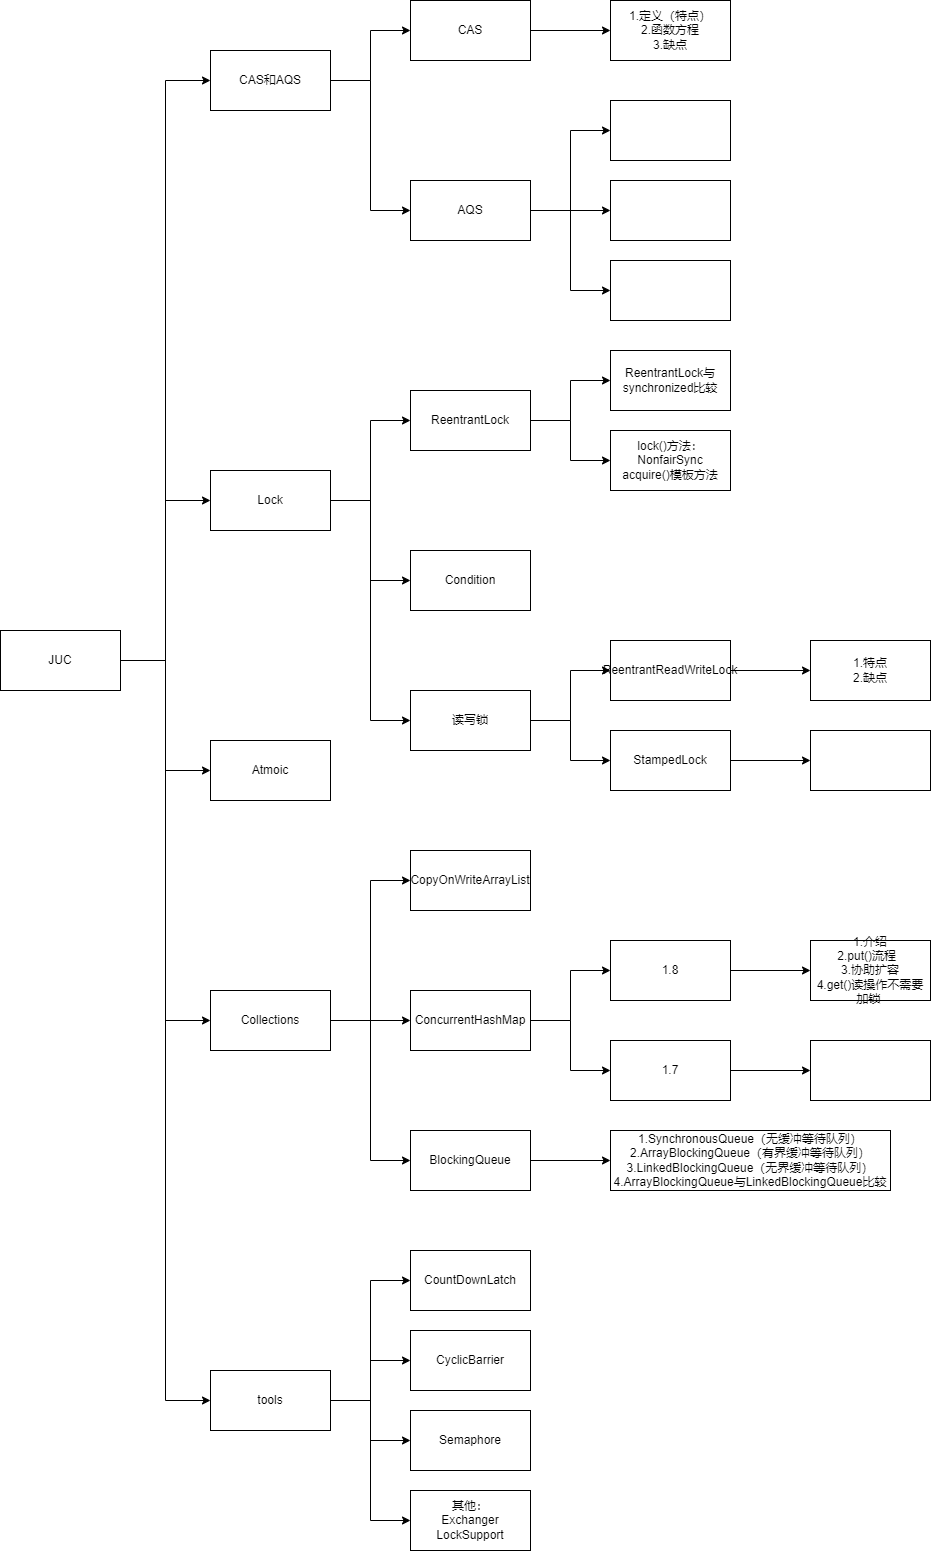 JUC
CAS和AQS
CAS
1.定义（特点）
2.函数方程
3.缺点
AQS
Lock
ReentrantLock
ReentrantLock与
synchronized比较
lock()方法：
NonfairSync
acquire()模板方法
Condition
读写锁
ReentrantReadWriteLock
1.特点
2.缺点
StampedLock
Atmoic
Collections
CopyOnWriteArrayList
ConcurrentHashMap
1.8
1.介绍
2.put()流程
3.协助扩容
4.get()读操作不需要
加锁
1.7
BlockingQueue
1.SynchronousQueue（无缓冲等待队列）
2.ArrayBlockingQueue（有界缓冲等待队列）
3.LinkedBlockingQueue（无界缓冲等待队列）
4.ArrayBlockingQueue与LinkedBlockingQueue比较
tools
CountDownLatch
CyclicBarrier
Semaphore
其他：
Exchanger
LockSupport